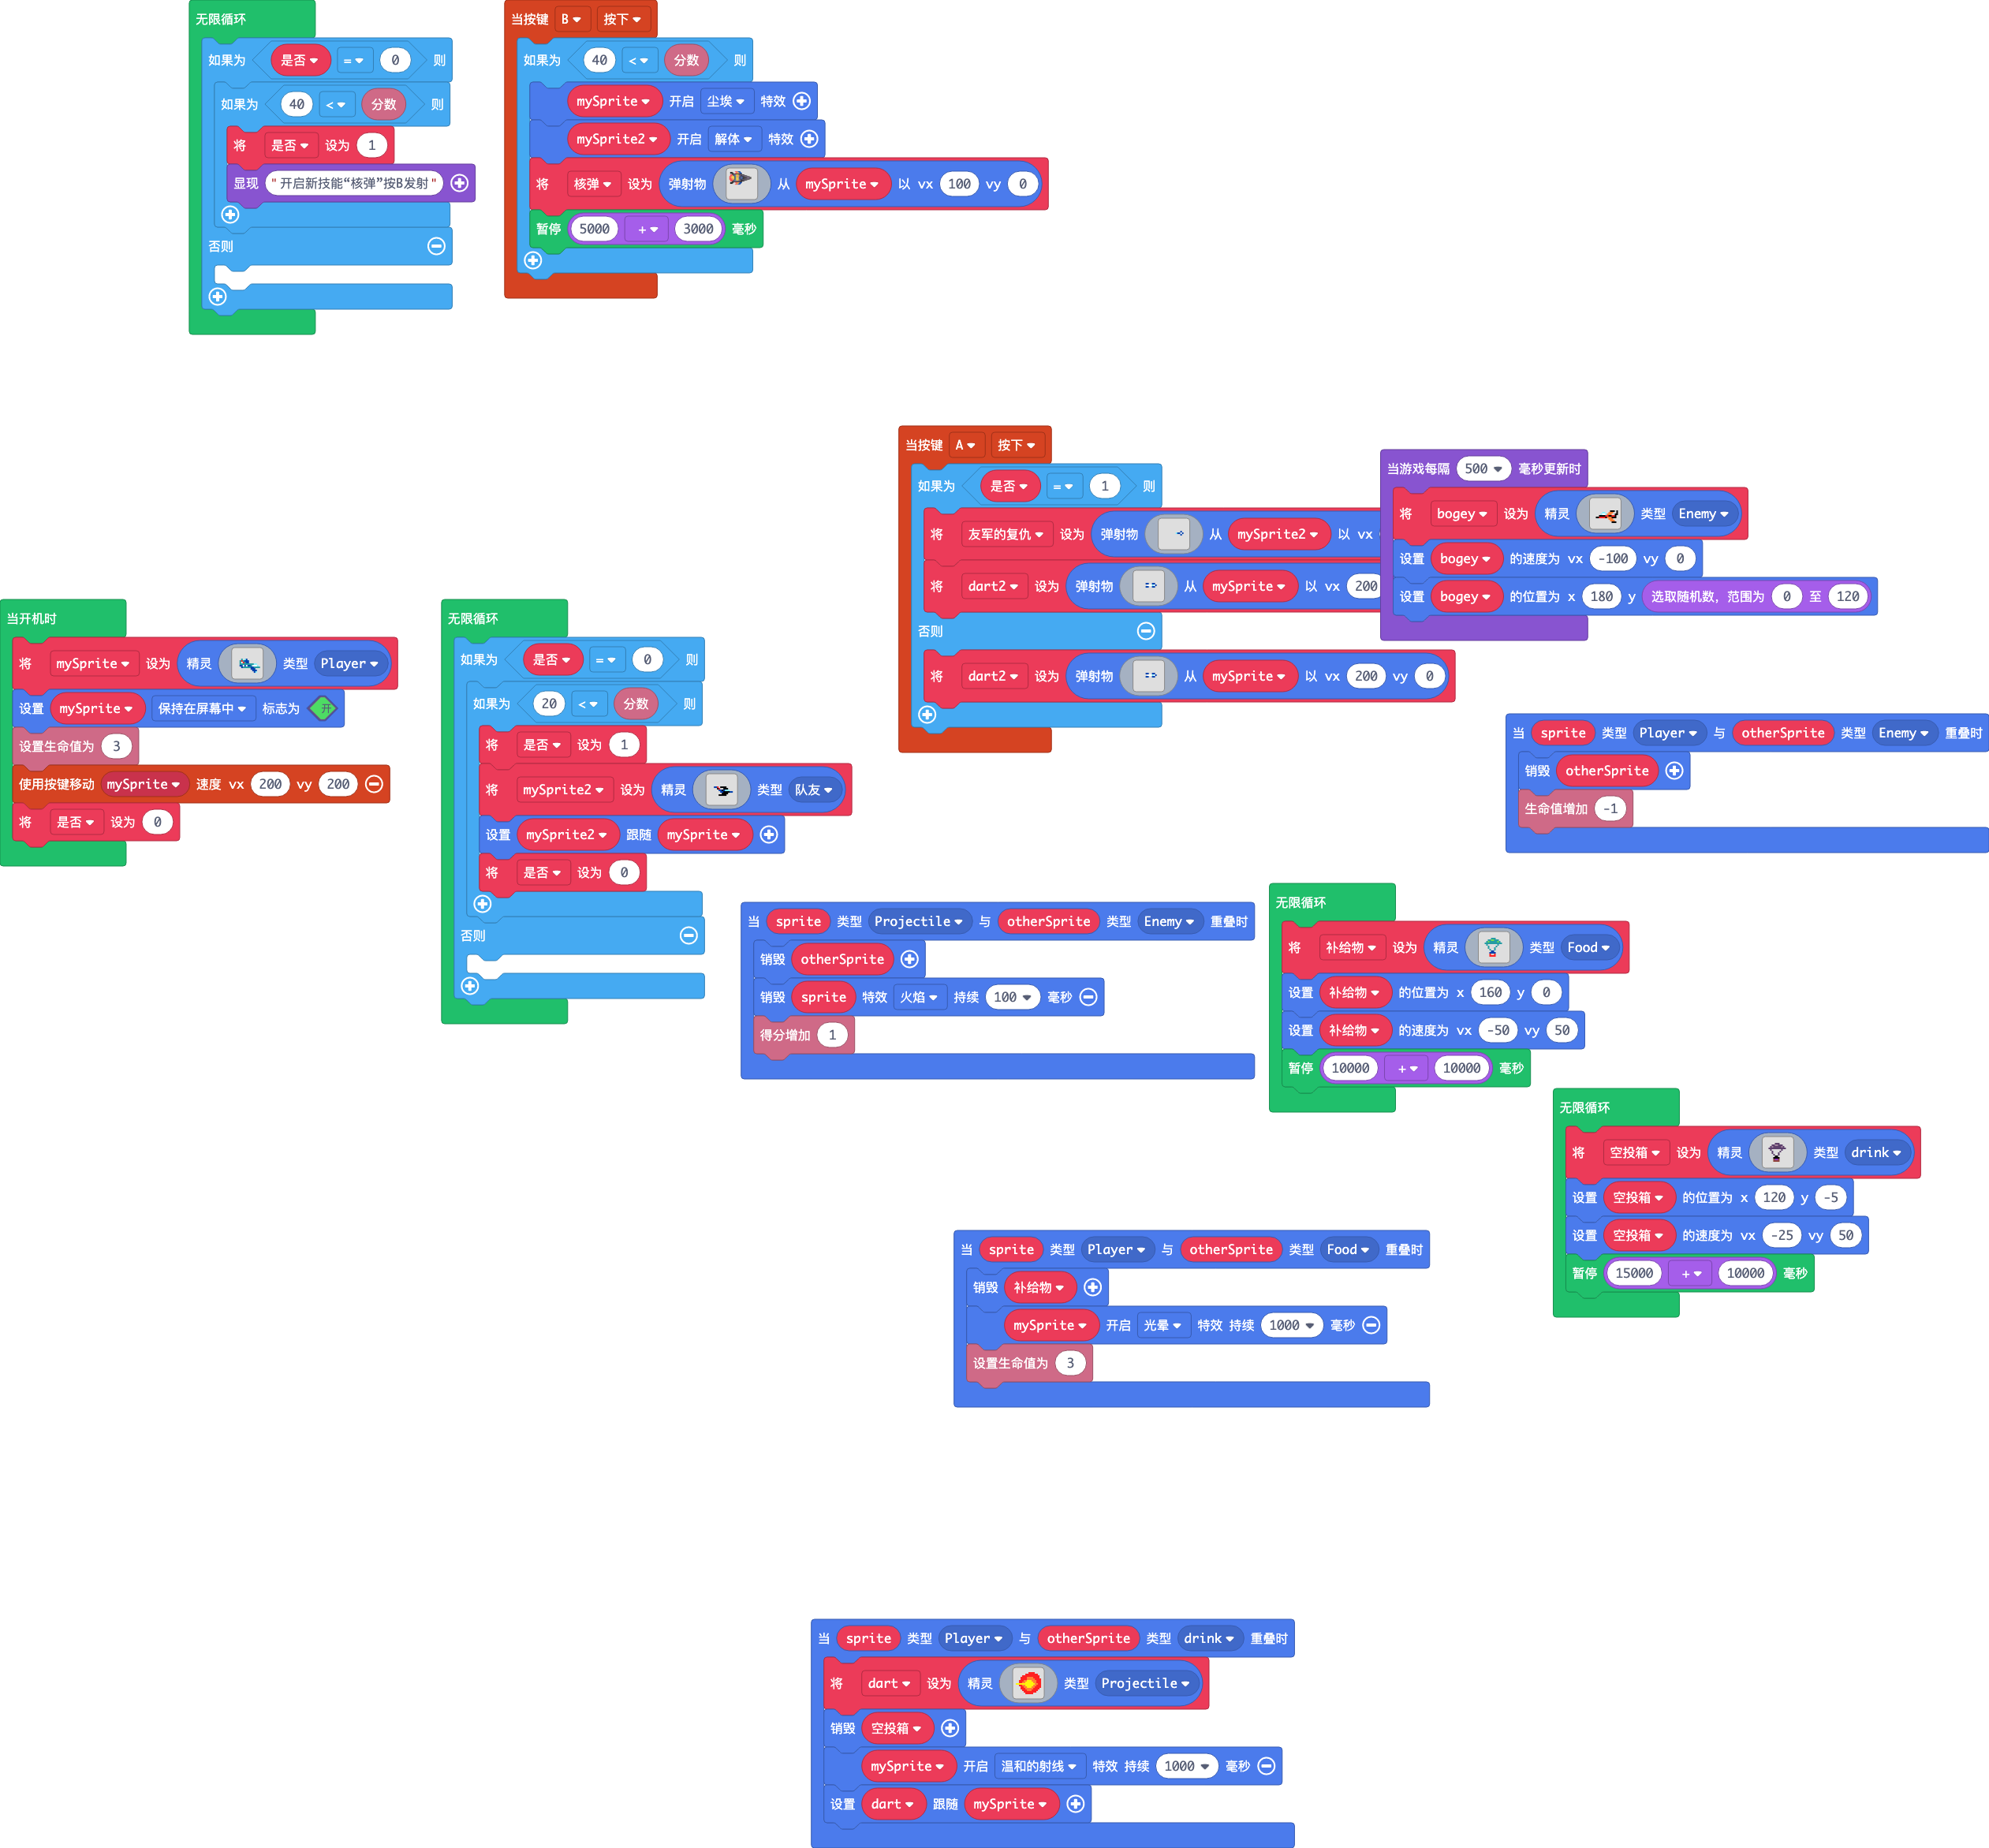 无限循环
如果为 是否 = 0 则
如果为 40 < 分数 则
将 是否 设为 1
显现 "开启新技能“核弹”按B发射"
否则
当按键 B 按下
如果为 40 < 分数 则
mySprite 开启 尘埃 特效
mySprite2 开启 解体 特效
将 核弹 设为 弹射物 从 mySprite 以 vx 100 vy 0
暂停 5000 + 3000 毫秒
当按键 A 按下
如果为 是否 = 1 则
将 友军的复仇 设为 弹射物 从 mySprite2 以 vx
将 dart2 设为 弹射物 从 mySprite 以 vx 200
否则
将 dart2 设为 弹射物 从 mySprite 以 vx 200 vy 0
当游戏每隔 500 毫秒更新时
将 bogey 设为 精灵 类型 Enemy
设置 bogey 的速度为 vx -100 vy 0
设置 bogey 的位置为 x 180 y 选取随机数，范围为 0 至 120
当开机时
将 mySprite 设为 精灵 类型 Player
设置 mySprite 保持在屏幕中 标志为 开
设置生命值为 3
使用按键移动 mySprite 速度 vx 200 vy 200
将 是否 设为 0
无限循环
如果为 是否 = 0 则
如果为 20 < 分数 则
将 是否 设为 1
将 mySprite2 设为 精灵 类型 队友
设置 mySprite2 跟随 mySprite
将 是否 设为 0
否则
当 sprite 类型 Player 与 otherSprite 类型 Enemy 重叠时
销毁 otherSprite
生命值增加 -1
当 sprite 类型 Projectile 与 otherSprite 类型 Enemy 重叠时
销毁 otherSprite
销毁 sprite 特效 火焰 持续 100 毫秒
得分增加 1
无限循环
将 补给物 设为 精灵 类型 Food
设置 补给物 的位置为 x 160 y 0
设置 补给物 的速度为 vx -50 vy 50
暂停 10000 + 10000 毫秒
无限循环
将 空投箱 设为 精灵 类型 drink
设置 空投箱 的位置为 x 120 y -5
设置 空投箱 的速度为 vx -25 vy 50
暂停 15000 + 10000 毫秒
当 sprite 类型 Player 与 otherSprite 类型 Food 重叠时
销毁 补给物
mySprite 开启 光晕 特效 持续 1000 毫秒
设置生命值为 3
当 sprite 类型 Player 与 otherSprite 类型 drink 重叠时
将 dart 设为 精灵 类型 Projectile
销毁 空投箱
mySprite 开启 温和的射线 特效 持续 1000 毫秒
设置 dart 跟随 mySprite